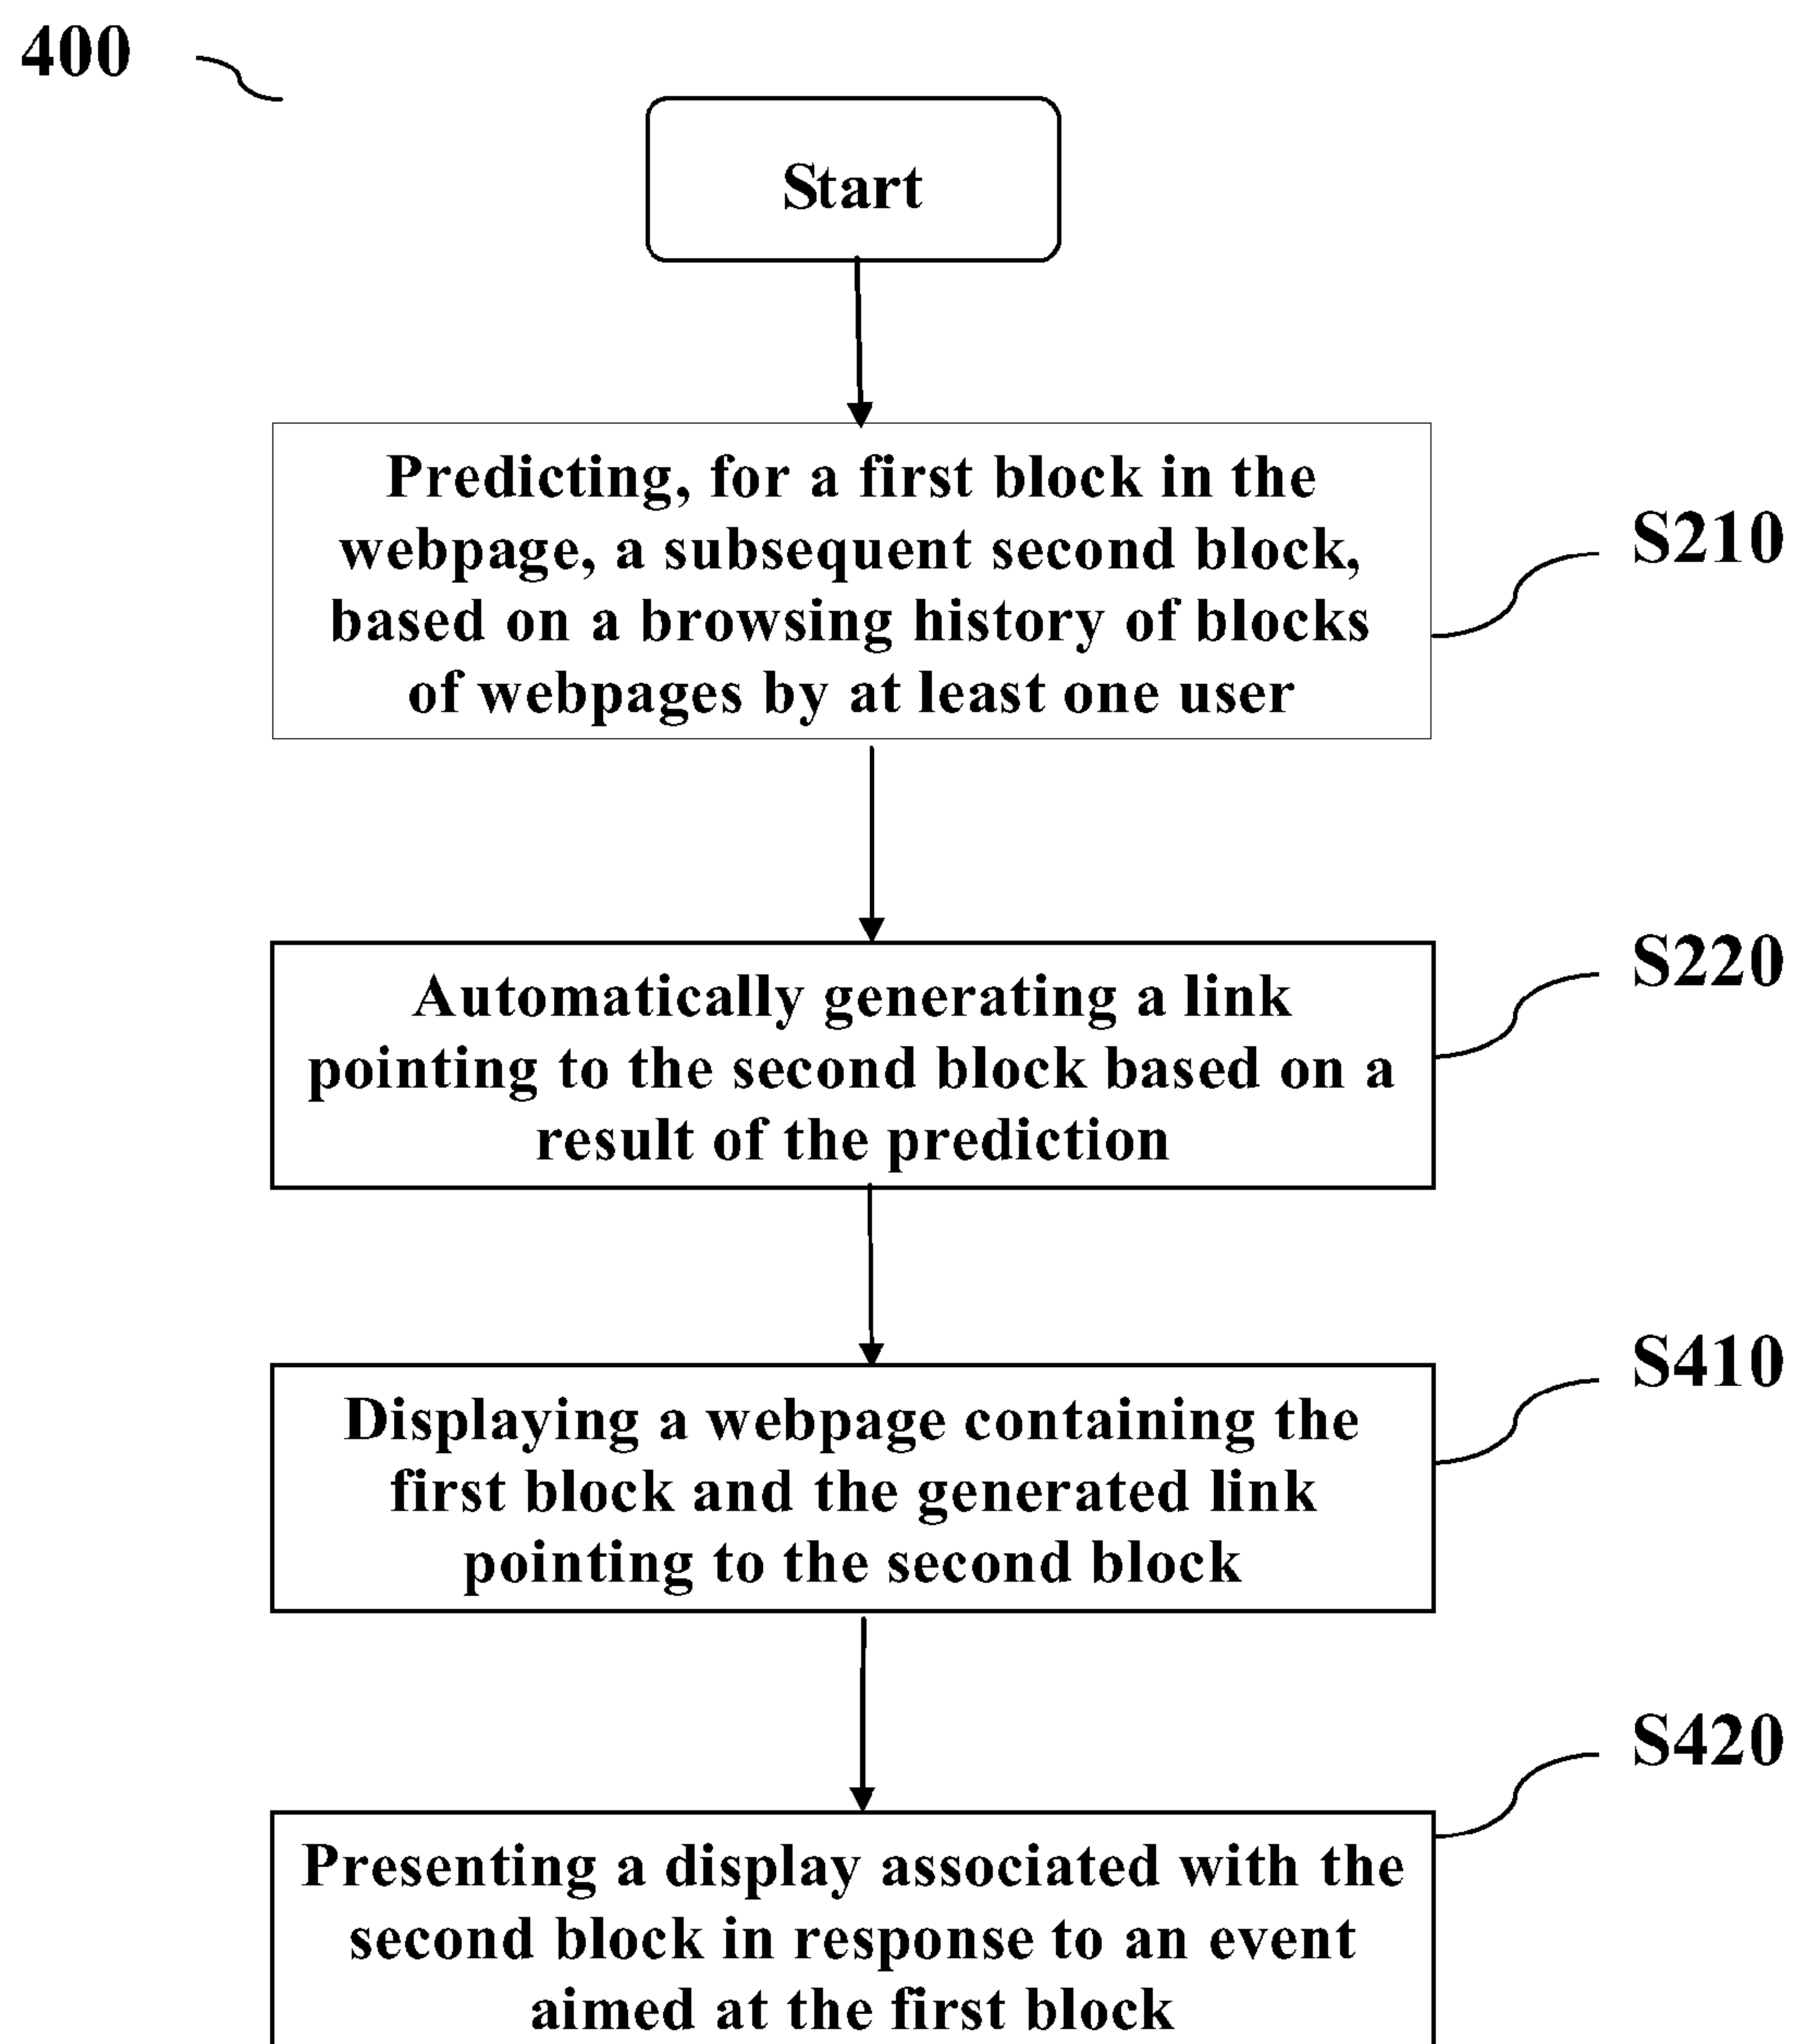 400
Start
Predicting, for a first block in the
webpage, a subsequent second block,
based on a browsing history of blocks
of webpages by at least one user
S210
Automatically generating a link
pointing to the second block based on a
result of the prediction
S220
Displaying a webpage containing the
first block and the generated link
pointing to the second block
S410
Presenting a display associated with the
second block in response to an event
aimed at the first block
S420